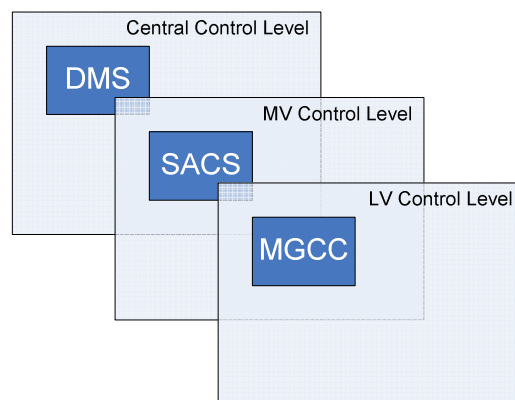 Central Control Level
DMS
MV Control Level
SACS
LV Control Level
MGCC